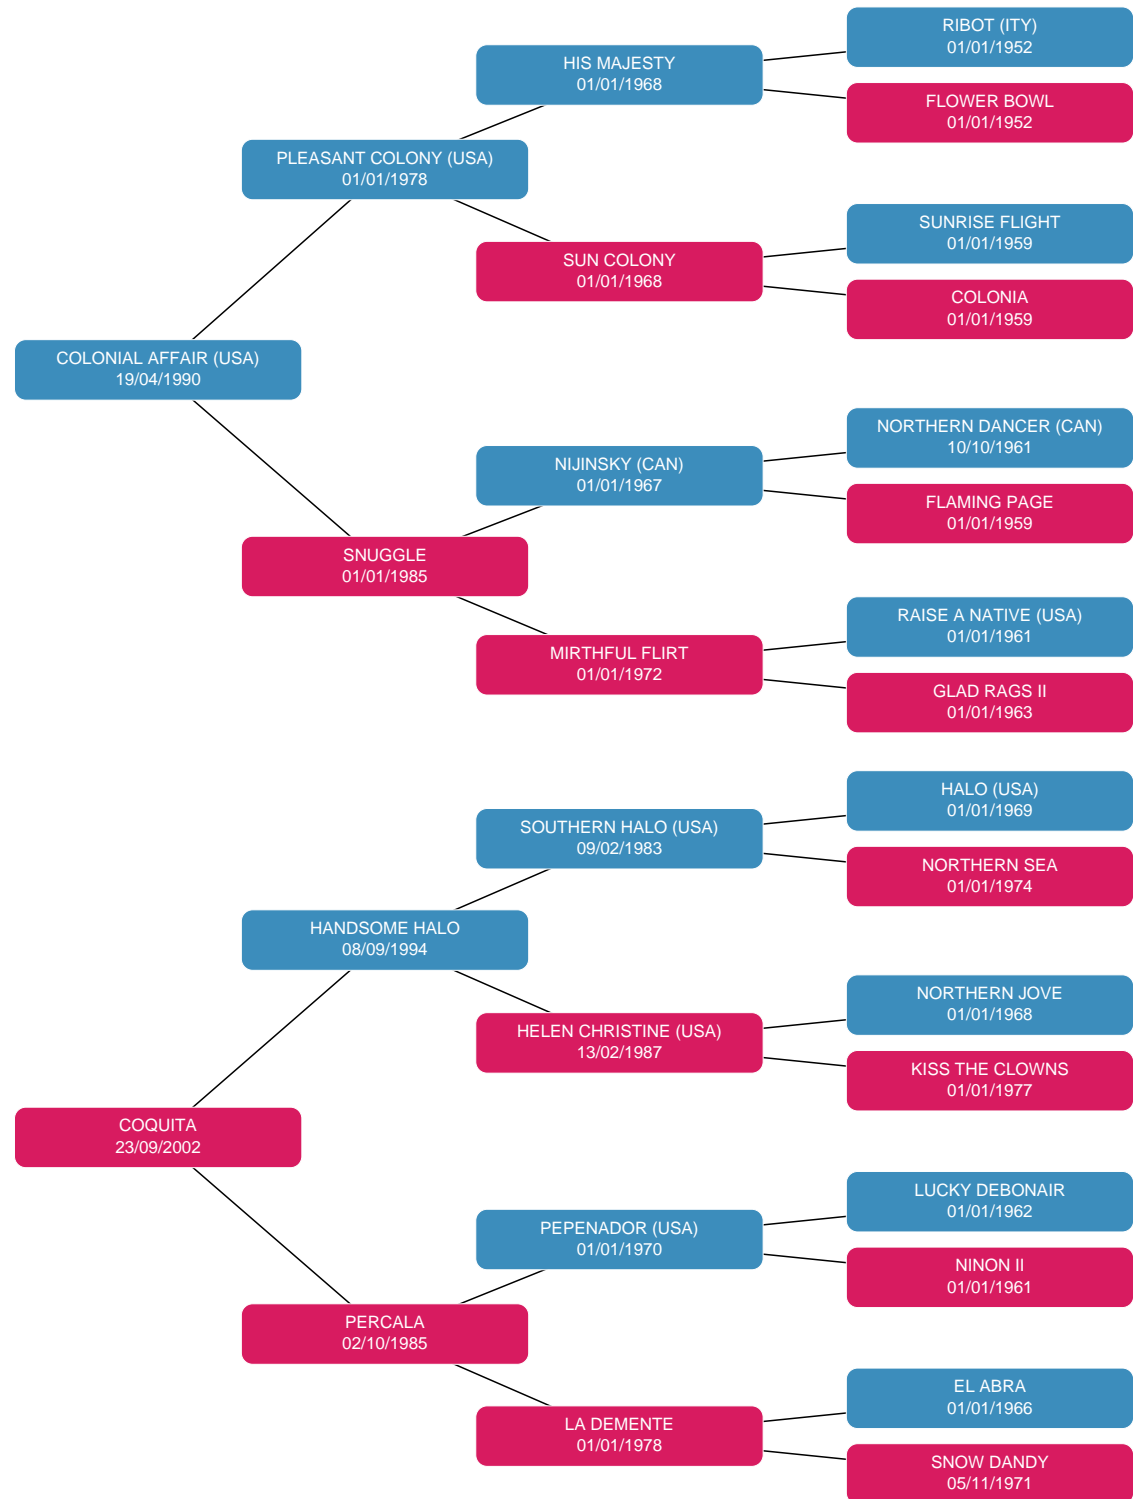 RIBOT (ITY)
01/01/1952
HIS MAJESTY
01/01/1968
FLOWER BOWL
01/01/1952
PLEASANT COLONY (USA)
01/01/1978
SUNRISE FLIGHT
01/01/1959
SUN COLONY
01/01/1968
COLONIA
01/01/1959
COLONIAL AFFAIR (USA)
19/04/1990
NORTHERN DANCER (CAN)
10/10/1961
NIJINSKY (CAN)
01/01/1967
FLAMING PAGE
01/01/1959
SNUGGLE
01/01/1985
RAISE A NATIVE (USA)
01/01/1961
MIRTHFUL FLIRT
01/01/1972
GLAD RAGS II
01/01/1963
HALO (USA)
01/01/1969
SOUTHERN HALO (USA)
09/02/1983
NORTHERN SEA
01/01/1974
HANDSOME HALO
08/09/1994
NORTHERN JOVE
01/01/1968
HELEN CHRISTINE (USA)
13/02/1987
KISS THE CLOWNS
01/01/1977
COQUITA
23/09/2002
LUCKY DEBONAIR
01/01/1962
PEPENADOR (USA)
01/01/1970
NINON II
01/01/1961
PERCALA
02/10/1985
EL ABRA
01/01/1966
LA DEMENTE
01/01/1978
SNOW DANDY
05/11/1971